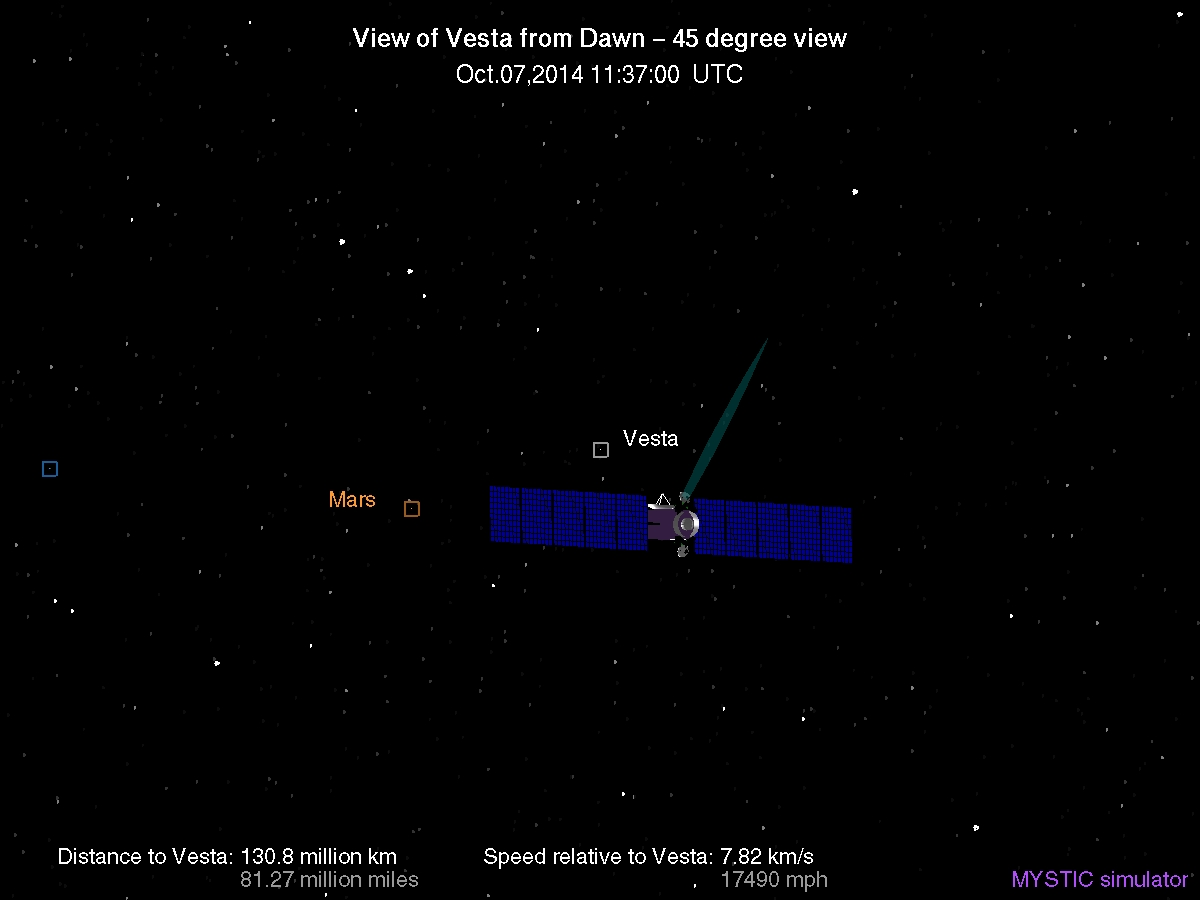 View of Vesta from Dawn – 45 degree view
Oct.07,2014 11:37:00 UTC
Vesta
Mars
Distance to Vesta: 130.8 million km
81.27 million miles
Speed relative to Vesta: 7.82 km/s
17490 mph
MYSTIC simulator